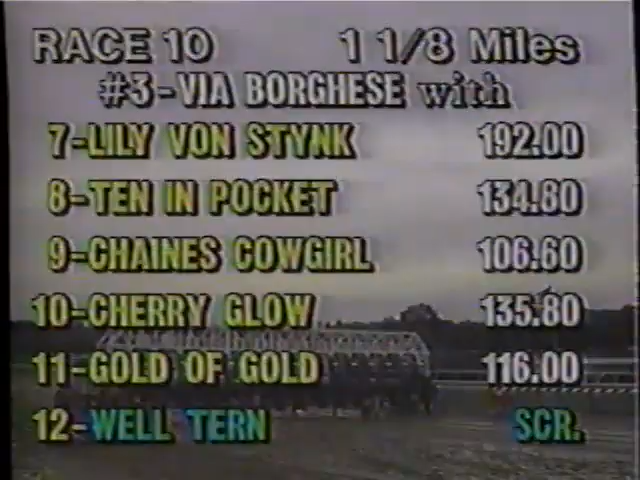 RACE 10 1 1/8 Miles
#3-VIA BORGHESE with
7-LILY VON STYNK 192.00
8-TEN IN POCKET 134.80
9-CHAINES COWGIRL 106.60
10-CHERRY GLOW 135.80
11-GOLD OF GOLD 116.00
12-WELL TERN SCR.